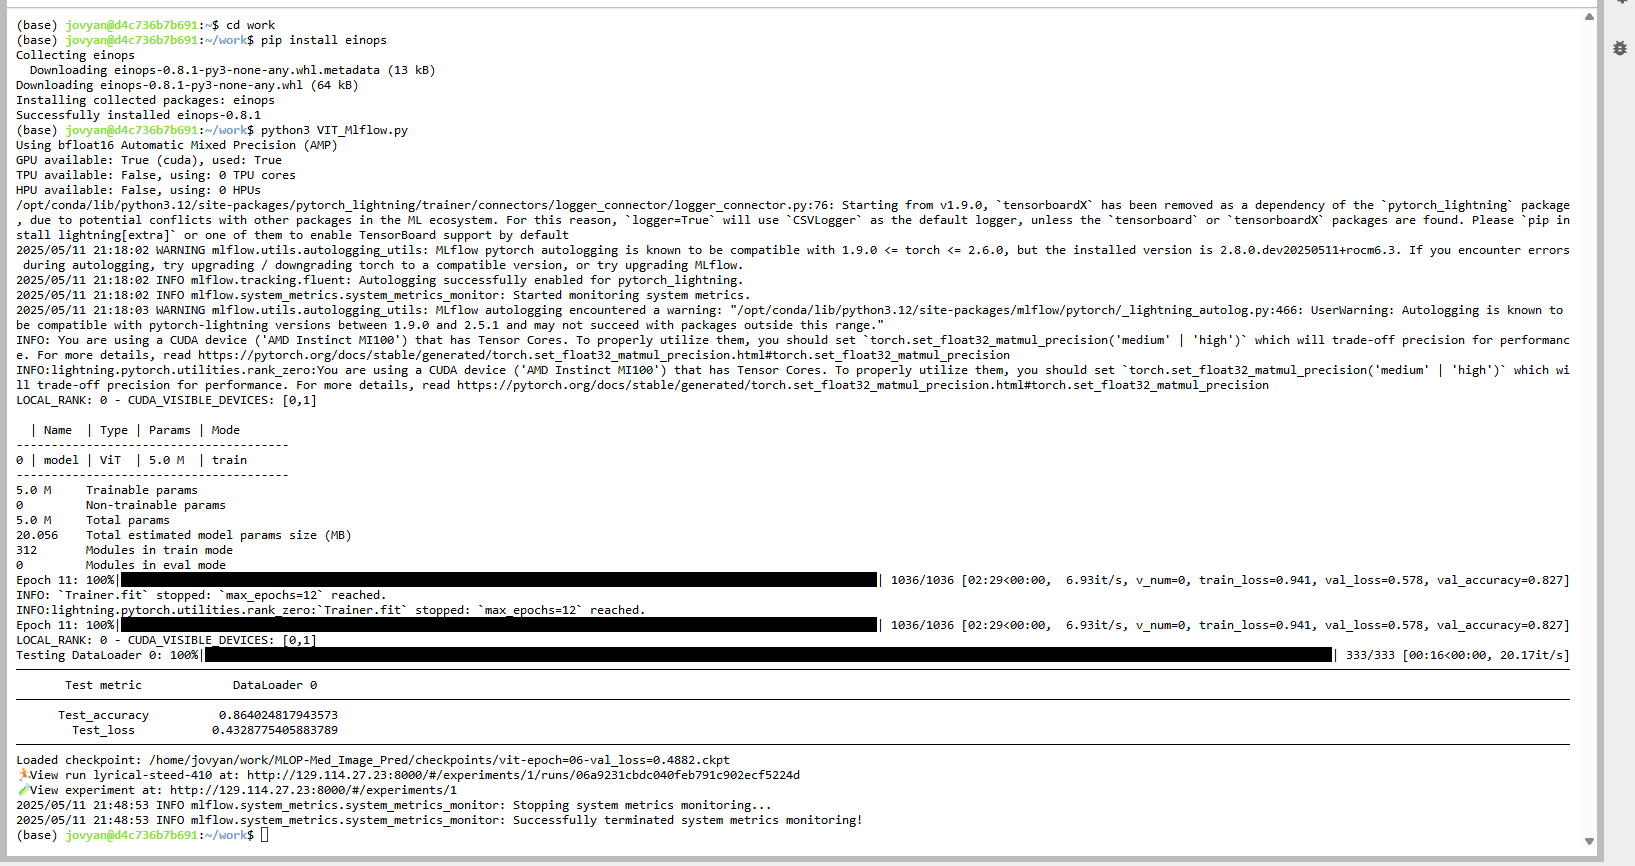 (base) jovyan@d4c736b7b691:~$ cd work
(base) jovyan@d4c736b7b691:~/work$ pip install einops
Collecting einops
  Downloading einops-0.8.1-py3-none-any.whl.metadata (13 kB)
Downloading einops-0.8.1-py3-none-any.whl (64 kB)
Installing collected packages: einops
Successfully installed einops-0.8.1
(base) jovyan@d4c736b7b691:~/work$ python3 VIT_Mlflow.py
Using bfloat16 Automatic Mixed Precision (AMP)
GPU available: True (cuda), used: True
TPU available: False, using: 0 TPU cores
HPU available: False, using: 0 HPUs
/opt/conda/lib/python3.12/site-packages/pytorch_lightning/trainer/connectors/logger_connector/logger_connector.py:76: Starting from v1.9.0, `tensorboardX` has been removed as a dependency of the `pytorch_lightning` package
, due to potential conflicts with other packages in the ML ecosystem. For this reason, `logger=True` will use `CSVLogger` as the default logger, unless the `tensorboard` or `tensorboardX` packages are found. Please `pip in
stall lightning[extra]` or one of them to enable TensorBoard support by default
2025/05/11 21:18:02 WARNING mlflow.utils.autologging_utils: MLflow pytorch autologging is known to be compatible with 1.9.0 <= torch <= 2.6.0, but the installed version is 2.8.0.dev20250511+rocm6.3. If you encounter errors
 during autologging, try upgrading / downgrading torch to a compatible version, or try upgrading MLflow.
2025/05/11 21:18:02 INFO mlflow.tracking.fluent: Autologging successfully enabled for pytorch_lightning.
2025/05/11 21:18:02 INFO mlflow.system_metrics.system_metrics_monitor: Started monitoring system metrics.
2025/05/11 21:18:03 WARNING mlflow.utils.autologging_utils: MLflow autologging encountered a warning: "/opt/conda/lib/python3.12/site-packages/mlflow/pytorch/_lightning_autolog.py:466: UserWarning: Autologging is known to
be compatible with pytorch-lightning versions between 1.9.0 and 2.5.1 and may not succeed with packages outside this range."
INFO: You are using a CUDA device ('AMD Instinct MI100') that has Tensor Cores. To properly utilize them, you should set `torch.set_float32_matmul_precision('medium' | 'high')` which will trade-off precision for performanc
e. For more details, read https://pytorch.org/docs/stable/generated/torch.set_float32_matmul_precision.html#torch.set_float32_matmul_precision
INFO:lightning.pytorch.utilities.rank_zero:You are using a CUDA device ('AMD Instinct MI100') that has Tensor Cores. To properly utilize them, you should set `torch.set_float32_matmul_precision('medium' | 'high')` which wi
ll trade-off precision for performance. For more details, read https://pytorch.org/docs/stable/generated/torch.set_float32_matmul_precision.html#torch.set_float32_matmul_precision
LOCAL_RANK: 0 - CUDA_VISIBLE_DEVICES: [0,1]
  | Name  | Type | Params | Mode
---------------------------------------
0 | model | ViT  | 5.0 M  | train
---------------------------------------
5.0 M     Trainable params
0         Non-trainable params
5.0 M     Total params
20.056    Total estimated model params size (MB)
312       Modules in train mode
0         Modules in eval mode
Epoch 11: 100%| | 1036/1036 [02:29<00:00,  6.93it/s, v_num=0, train_loss=0.941, val_loss=0.578, val_accuracy=0.827]
INFO: `Trainer.fit` stopped: `max_epochs=12` reached.
INFO:lightning.pytorch.utilities.rank_zero:`Trainer.fit` stopped: `max_epochs=12` reached.
Epoch 11: 100%| | 1036/1036 [02:29<00:00,  6.93it/s, v_num=0, train_loss=0.941, val_loss=0.578, val_accuracy=0.827]
LOCAL_RANK: 0 - CUDA_VISIBLE_DEVICES: [0,1]
Testing DataLoader 0: 100%| | 333/333 [00:16<00:00, 20.17it/s]
Test metric             DataLoader 0
Test_accuracy          0.864024817943573
Test_loss           0.4328775405883789
Loaded checkpoint: /home/jovyan/work/MLOP-Med_Image_Pred/checkpoints/vit-epoch=06-val_loss=0.4882.ckpt
🏃View run lyrical-steed-410 at: http://129.114.27.23:8000/#/experiments/1/runs/06a9231cbdc040feb791c902ecf5224d
🧪View experiment at: http://129.114.27.23:8000/#/experiments/1
2025/05/11 21:48:53 INFO mlflow.system_metrics.system_metrics_monitor: Stopping system metrics monitoring...
2025/05/11 21:48:53 INFO mlflow.system_metrics.system_metrics_monitor: Successfully terminated system metrics monitoring!
(base) jovyan@d4c736b7b691:~/work$